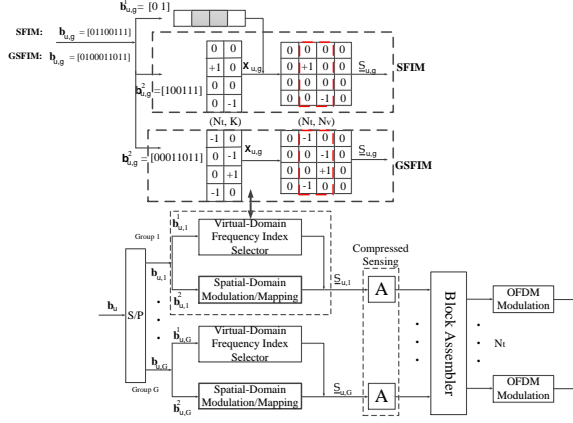 b¹u,g= [0 1]
SFIM: bu,g = [01100111]
GSFIM: bu,g = [0100011011]
b²u,g=[100111]
0 0
+1 0
0 0
0 -1
Xu,g
0 0 0 0
0 +1 0 0
0 0 0 0
0 0 -1 0
Su,g
SFIM
(Nt, K)
(Nt, Nv)
b²u,g=[00011011]
-1 0
0 -1
0 +1
-1 0
Xu,g
0 -1 0 0
0 0 -1 0
0 0 +1 0
0 -1 0 0
Su,g
GSFIM
Group 1
b¹u,1
Virtual-Domain
Frequency Index
Selector
Compressed
Sensing
bu,1
b²u,1
Spatial-Domain
Modulation/Mapping
Su,1
A
OFDM
Modulation
bu
S/P
Block Assembler
Nt
b¹u,G
Virtual-Domain
Frequency Index
Selector
bu,G
Group G
b²u,G
Spatial-Domain
Modulation/Mapping
Su,G
A
OFDM
Modulation